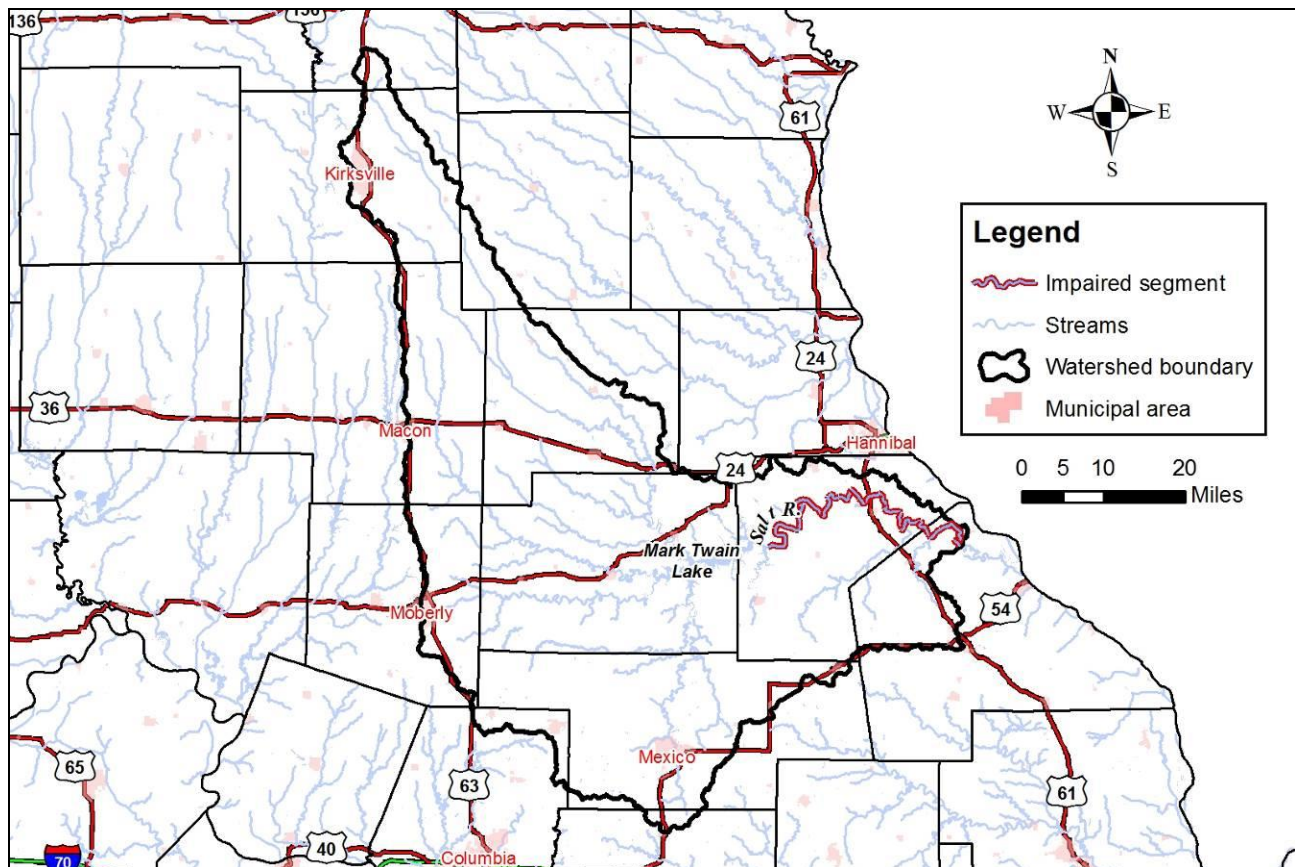 136
136
N
W
E
S
61
Kirksville
Legend
Impaired segment
Streams
Watershed boundary
Municipal area
24
36
Macon
Hannibal
24
0 5 10 20
Miles
Salt R.
Mark Twain
Lake
Moberly
54
Mexico
65
63
61
40
70
Columbia